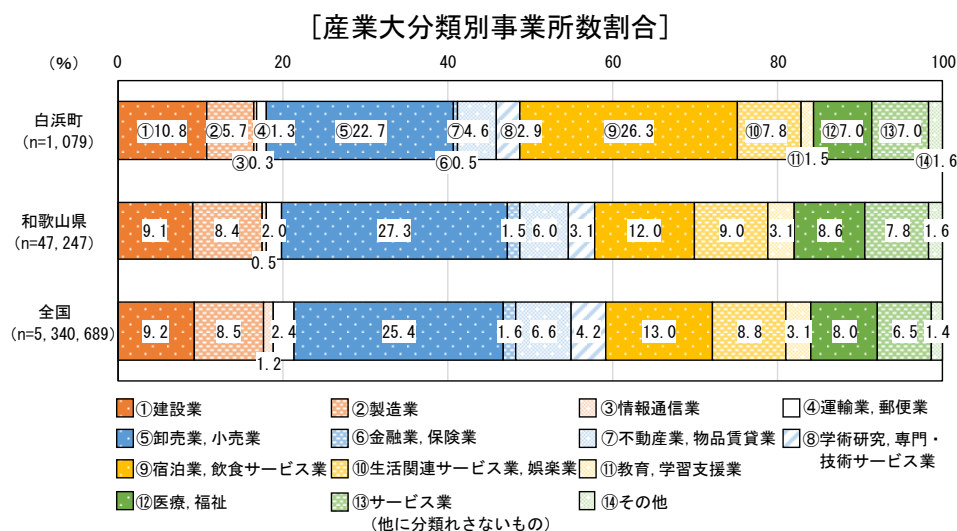 [産業大分類別事業所数割合]
(%) 0 20 40 60 80 100
白浜町
(n=1,079)
①10.8 ②5.7 ③0.3 ④1.3 ⑤22.7 ⑥0.5 ⑦4.6 ⑧2.9 ⑨26.3 ⑩7.8 ⑪1.5 ⑫7.0 ⑬7.0 ⑭1.6
和歌山県
(n=47,247)
9.1 8.4 0.5 2.0 27.3 1.5 6.0 3.1 12.0 9.0 3.1 8.6 7.8 1.6
全国
(n=5,340,689)
9.2 8.5 1.2 2.4 25.4 1.6 6.6 4.2 13.0 8.8 3.1 8.0 6.5 1.4
①建設業 ②製造業 ③情報通信業 ④運輸業,郵便業
⑤卸売業,小売業 ⑥金融業,保険業 ⑦不動産業,物品賃貸業 ⑧学術研究,専門・
技術サービス業
⑨宿泊業,飲食サービス業 ⑩生活関連サービス業,娯楽業 ⑪教育,学習支援業
⑫医療,福祉 ⑬サービス業 ⑭その他
(他に分類れさないもの)